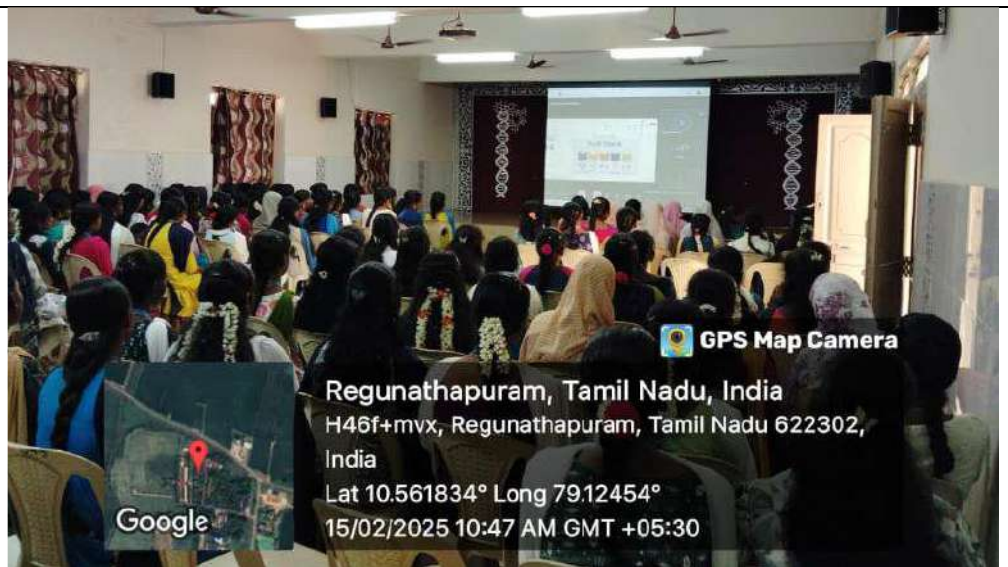 GPS Map Camera
Regunathapuram, Tamil Nadu, India
H46f+mvx, Regunathapuram, Tamil Nadu 622302,
India
Lat 10.561834° Long 79.12454°
15/02/2025 10:47 AM GMT +05:30
Google